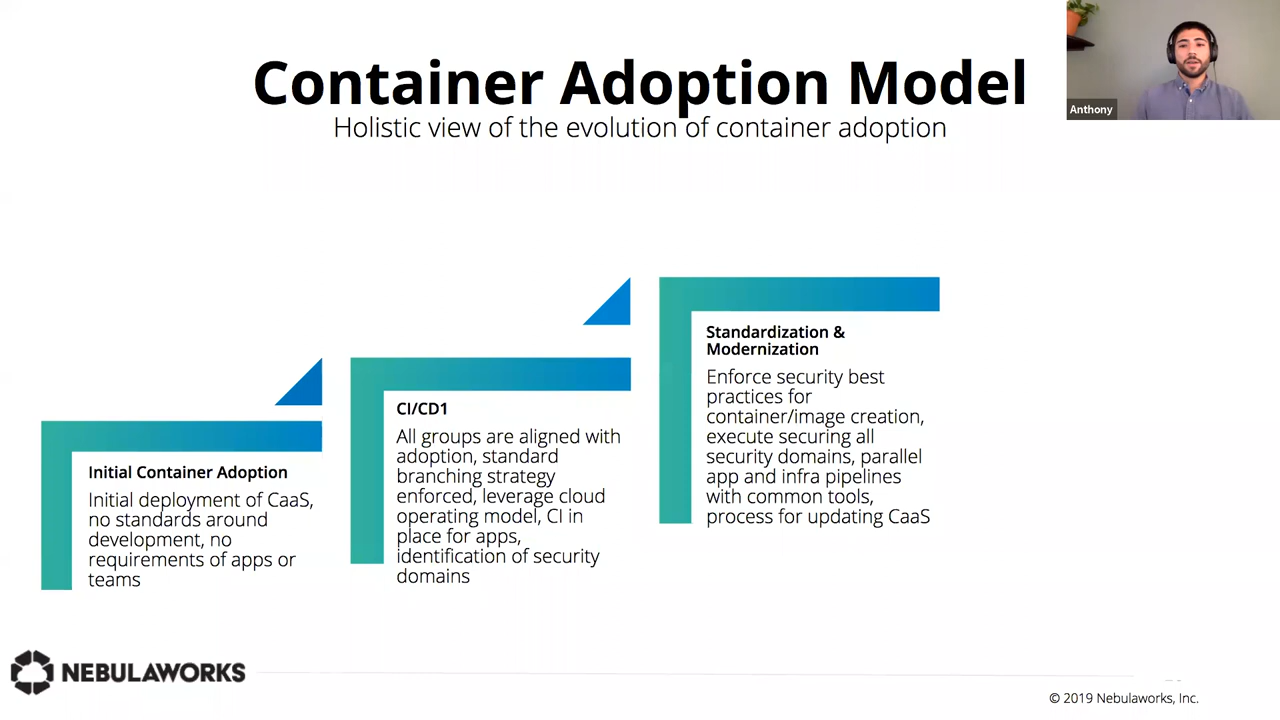 Container Adoption Model
Holistic view of the evolution of container adoption
Anthony
Initial Container Adoption
Initial deployment of CaaS,
no standards around
development, no
requirements of apps or
teams
CI/CD1
All groups are aligned with
adoption, standard
branching strategy
enforced, leverage cloud
operating model, CI in
place for apps,
identification of security
domains
Standardization &
Modernization
Enforce security best
practices for
container/image creation,
execute securing all
security domains, parallel
app and infra pipelines
with common tools,
process for updating CaaS
NEBULAWORKS
© 2019 Nebulaworks, Inc.